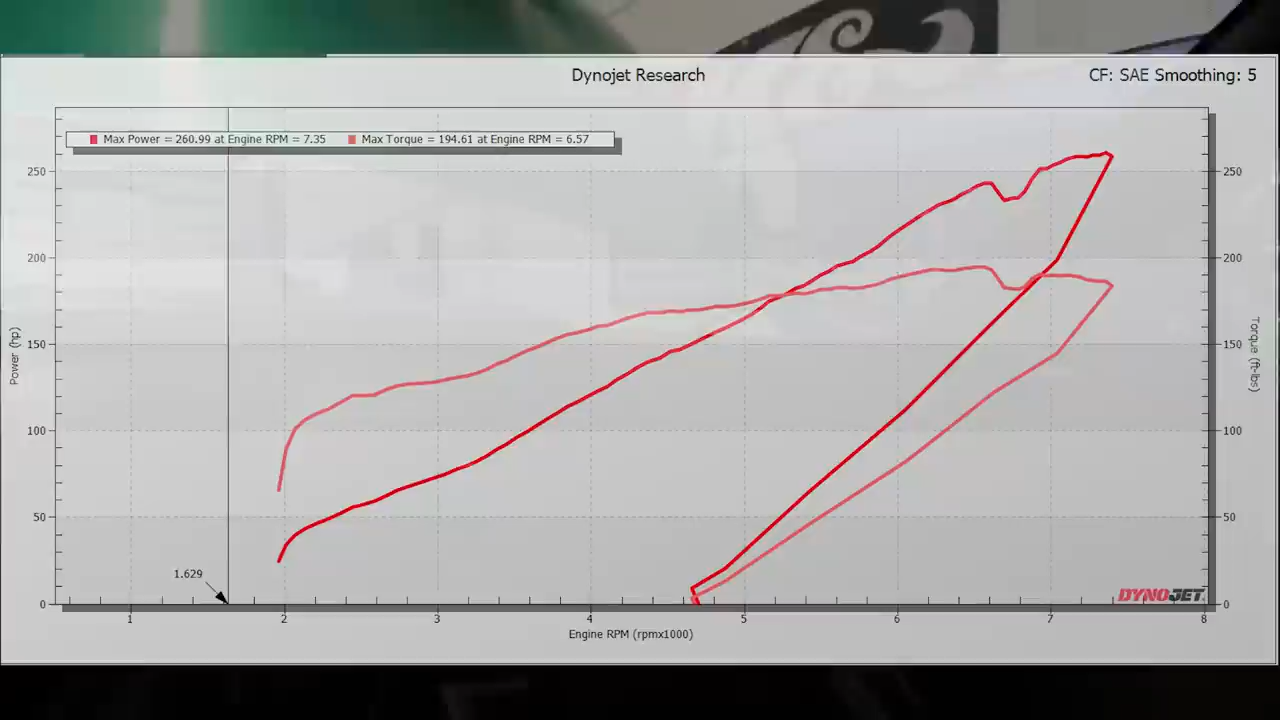 Dynojet Research
CF: SAE Smoothing: 5
Max Power = 260.99 at Engine RPM = 7.35 Max Torque = 194.61 at Engine RPM = 6.57
250
200
150
100
50
0
Power (hp)
250
200
150
100
50
0
Torque (ft-lbs)
1.629
DYNOJET
1 2 3 4 5 6 7 8
Engine RPM (rpmx1000)